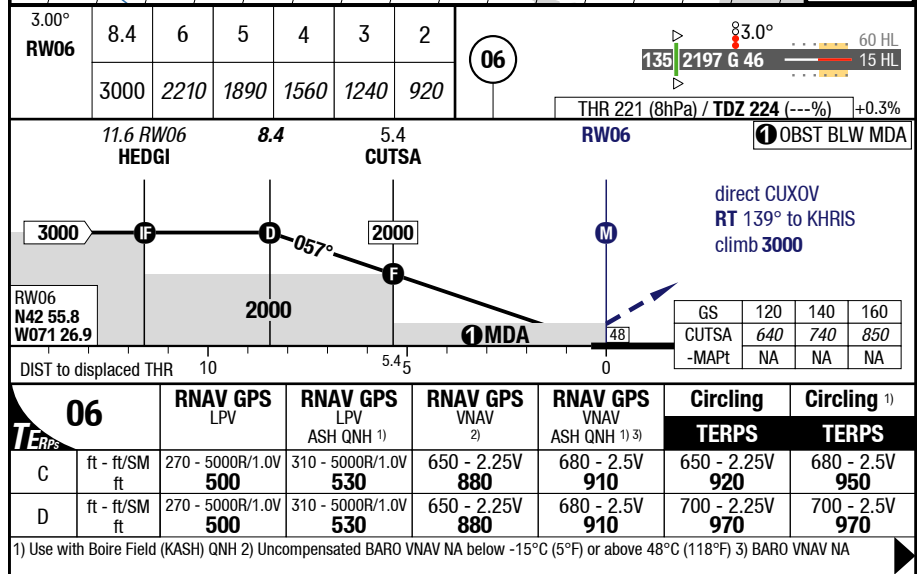 3.00° 8.4 6 5 4 3 2
RW06
3000 2210 1890 1560 1240 920
06
3.0°
60 HL
135 2197 G 46 15 HL
THR 221 (8hPa) / TDZ 224 (---%) +0.3%
11.6 RW06 8.4 5.4 RW06 1 OBST BLW MDA
HEDGI CUTSA
direct CUXOV
RT 139° to KHRIS
climb 3000
3000 IF D 057° 2000 M
F
RW06
N42 55.8
W071 26.9
2000
1 MDA 48
GS 120 140 160
CUTSA 640 740 850
-MAPt NA NA NA
DIST to displaced THR 10 5.4 5 0
06 RNAV GPS RNAV GPS RNAV GPS RNAV GPS Circling Circling 1)
LPV LPV VNAV VNAV
TERPs ASH QNH 1) 2) ASH QNH 1) 3) TERPS TERPS
C ft - ft/SM 270 - 5000R/1.0V 310 - 5000R/1.0V 650 - 2.25V 680 - 2.5V 650 - 2.25V 680 - 2.5V
ft 500 530 880 910 920 950
D ft - ft/SM 270 - 5000R/1.0V 310 - 5000R/1.0V 650 - 2.25V 680 - 2.5V 700 - 2.25V 700 - 2.5V
ft 500 530 880 910 970 970
1) Use with Boire Field (KASH) QNH 2) Uncompensated BARO VNAV NA below -15°C (5°F) or above 48°C (118°F) 3) BARO VNAV NA